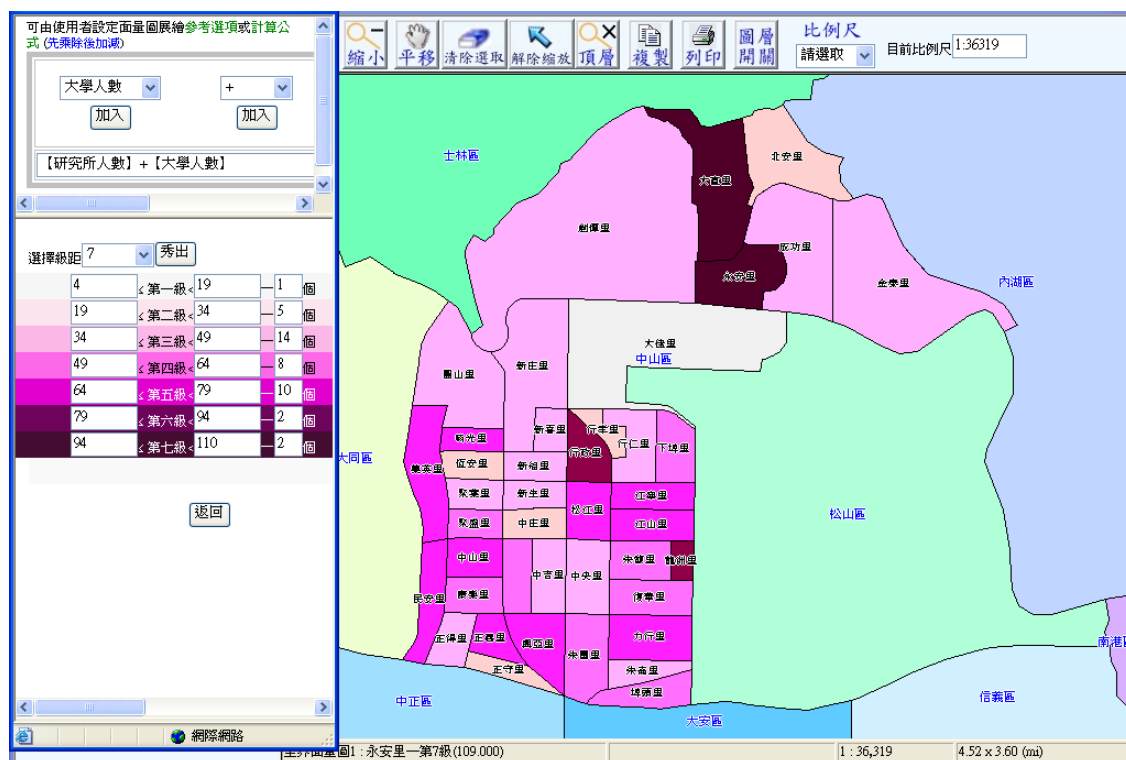 可由使用者設定面量圖展繪參考選項或計算公
式 (先乘除後加減)
大學人數
+
加入
加入
【研究所人數】+【大學人數】
選擇級距 7 秀出
4 ≤ 第一級 < 19 — 1 個
19 ≤ 第二級 < 34 — 5 個
34 ≤ 第三級 < 49 — 14 個
49 ≤ 第四級 < 64 — 8 個
64 ≤ 第五級 < 79 — 10 個
79 ≤ 第六級 < 94 — 2 個
94 ≤ 第七級 < 110 — 2 個
返回
網際網路
縮小
平移
清除選取
解除縮放
頂層
複製
列印
圖層
開關
比例尺
請選取
目前比例尺 1:36319
士林區
北安里
大直里
劍潭里
成功里
永安里
金泰里
內湖區
大佳里
中山區
新庄里
圓山里
新喜里
行孝里
行仁里
下埤里
行政里
晴光里
大同區
集英里
恆安里
新福里
聚葉里
新生里
松江里
江寧里
聚盛里
中庄里
江山里
松山區
中山里
朱馥里
龍洲里
中吉里
中央里
民安里
康樂里
復華里
正得里
正義里
興亞里
力行里
朱園里
正守里
朱崙里
埤頭里
南港區
中正區
信義區
大安區
里界面量圖1 : 永安里—第7級(109.000)
1 : 36,319
4.52 x 3.60 (mi)